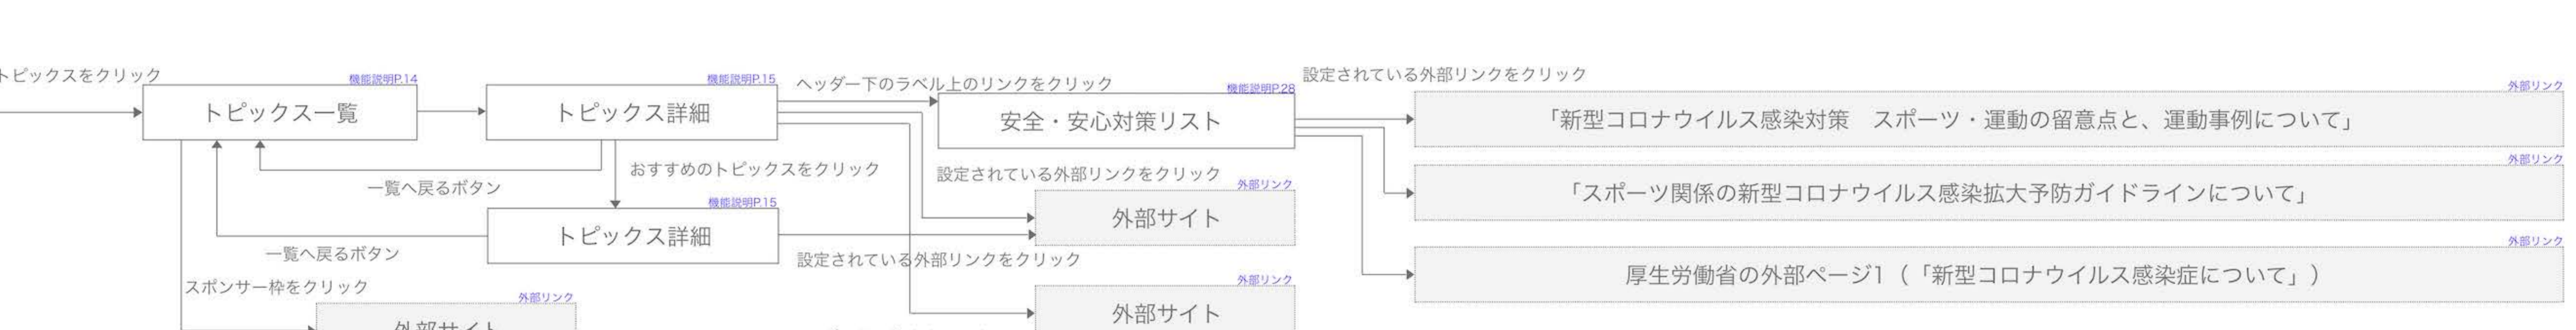 トピックスをクリック
機能説明P.14
トピックス一覧
機能説明P.15
トピックス詳細
ヘッダー下のラベル上のリンクをクリック
機能説明P.28
安全・安心対策リスト
設定されている外部リンクをクリック
外部リンク
「新型コロナウイルス感染対策　スポーツ・運動の留意点と、運動事例について」
外部リンク
「スポーツ関係の新型コロナウイルス感染拡大予防ガイドラインについて」
外部リンク
厚生労働省の外部ページ1（「新型コロナウイルス感染症について」）
一覧へ戻るボタン
おすすめのトピックスをクリック
設定されている外部リンクをクリック
外部リンク
外部サイト
機能説明P.15
トピックス詳細
一覧へ戻るボタン
設定されている外部リンクをクリック
外部リンク
外部サイト
スポンサー枠をクリック
外部リンク
外部サイト